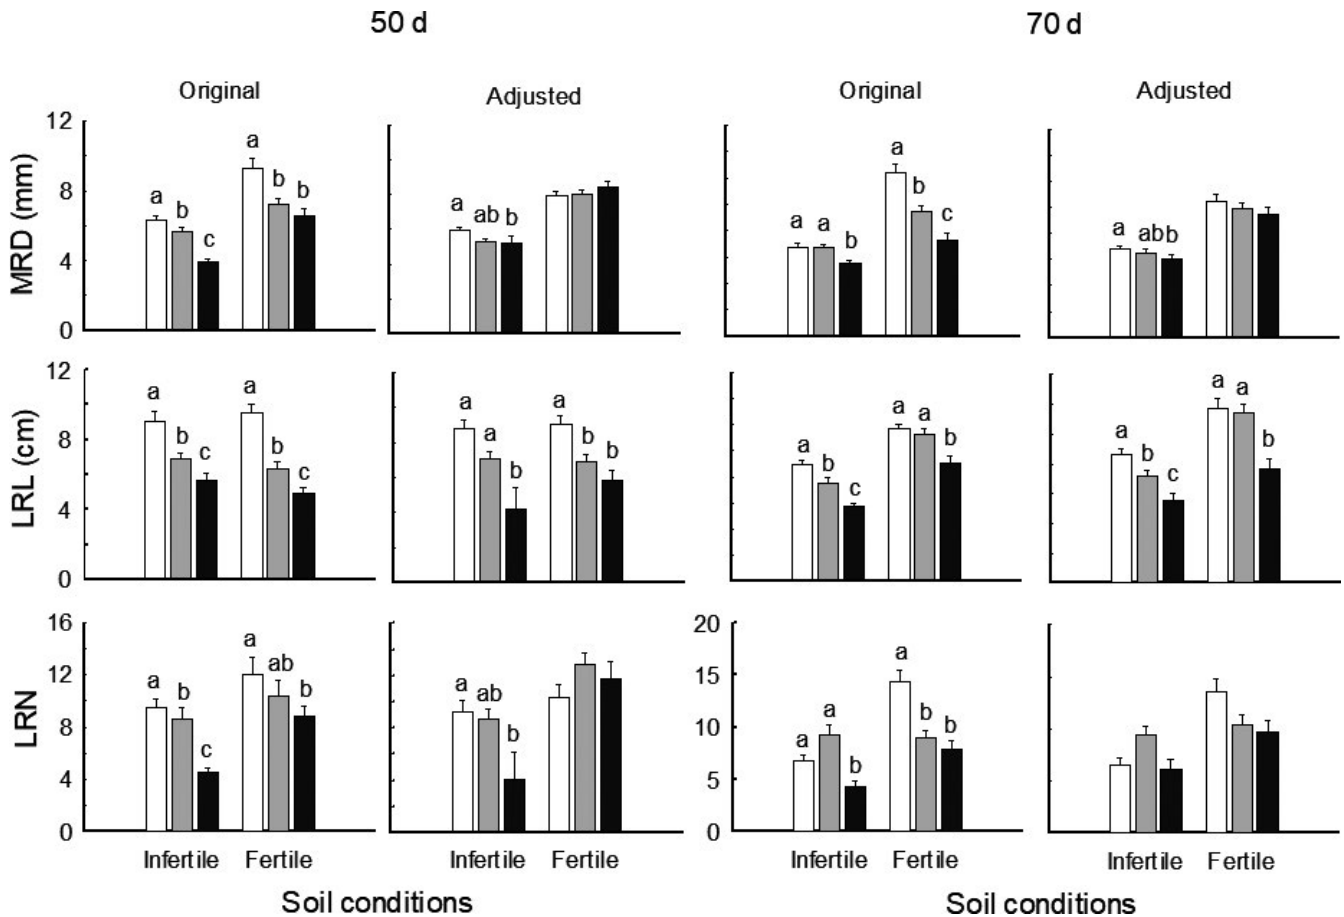 50 d 70 d
Original Adjusted Original Adjusted
MRD (mm)
12
8
4
0
a b c a b b
a ab b
a a b a b c
a ab b
LRL (cm)
12
8
4
0
a b c a b c
a a b a b b
a b c a a b
a b c a a b
LRN
16
12
8
4
0
a b c a ab b
a ab b
20
15
10
5
0
a a b a b b
Infertile Fertile Infertile Fertile Infertile Fertile Infertile Fertile
Soil conditions Soil conditions